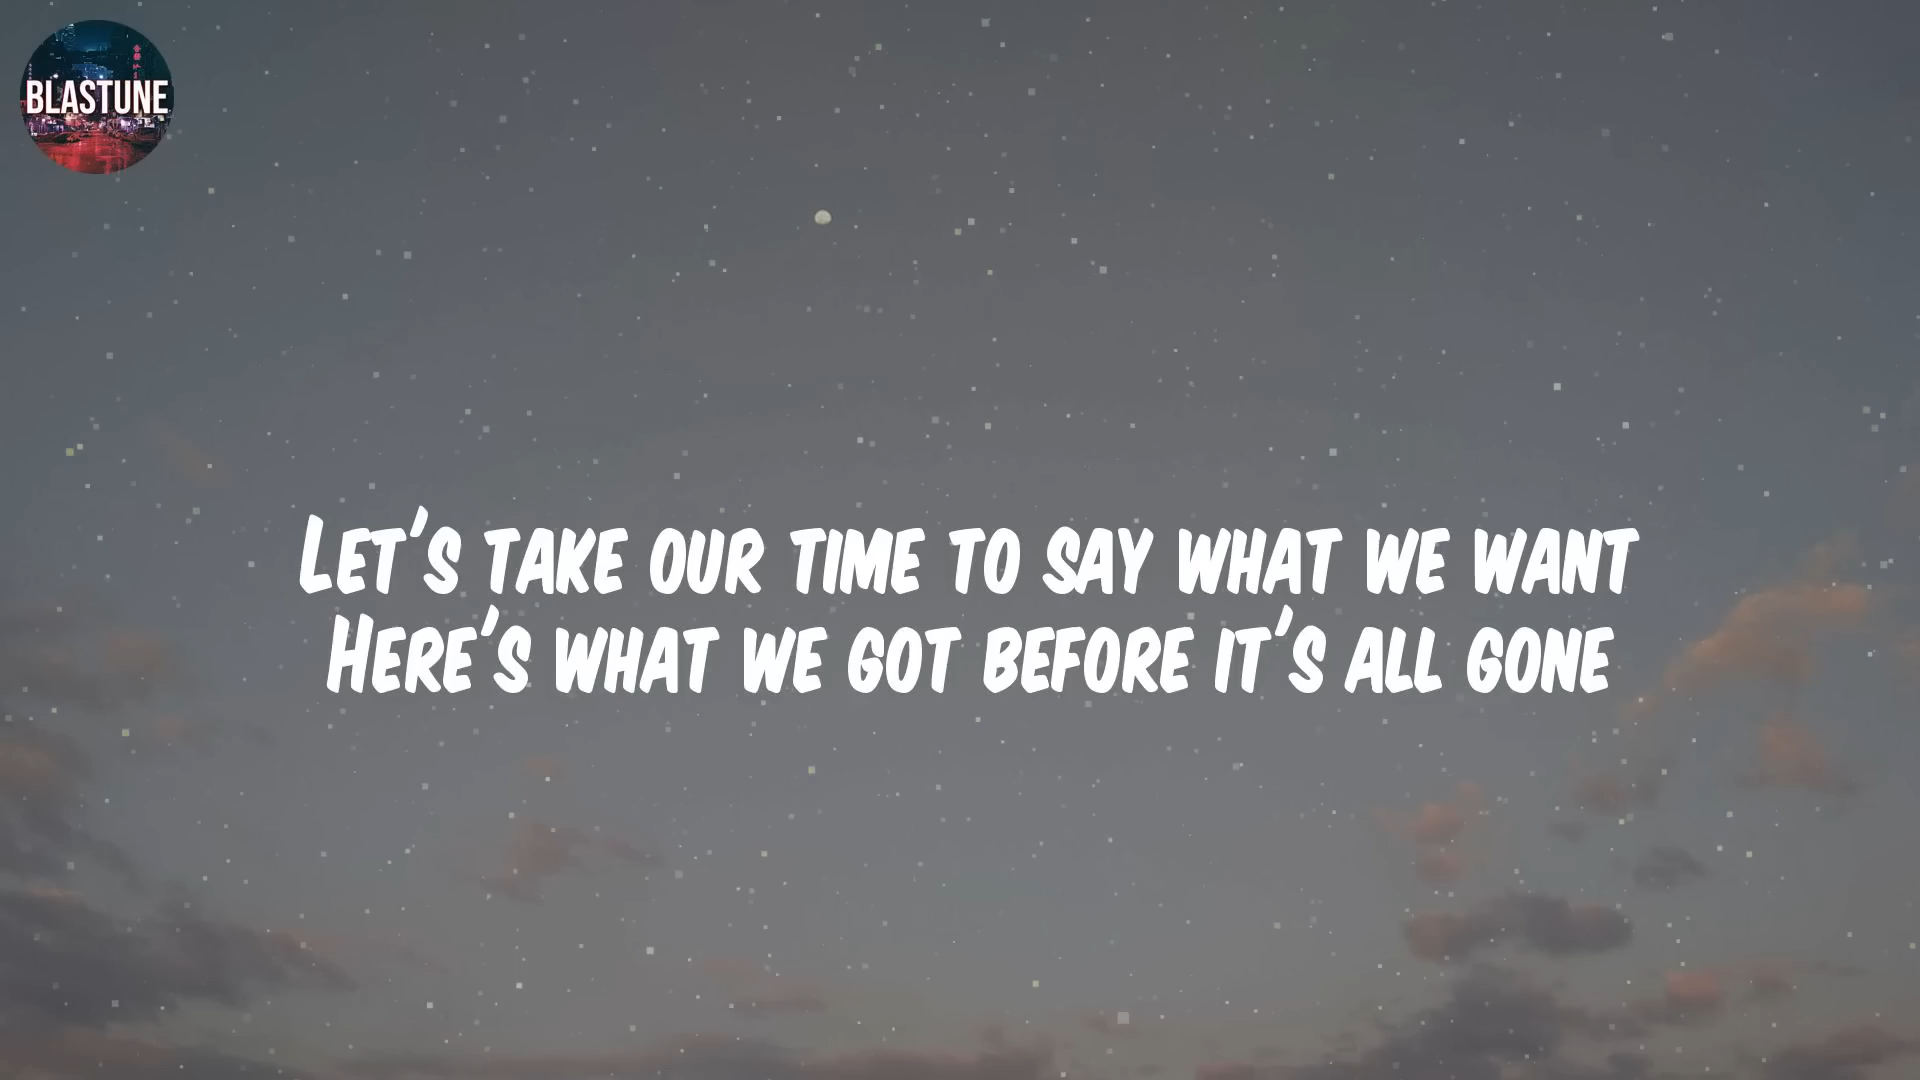 BLASTUNE
Let's take our time to say what we want
Here's what we got before it's all gone